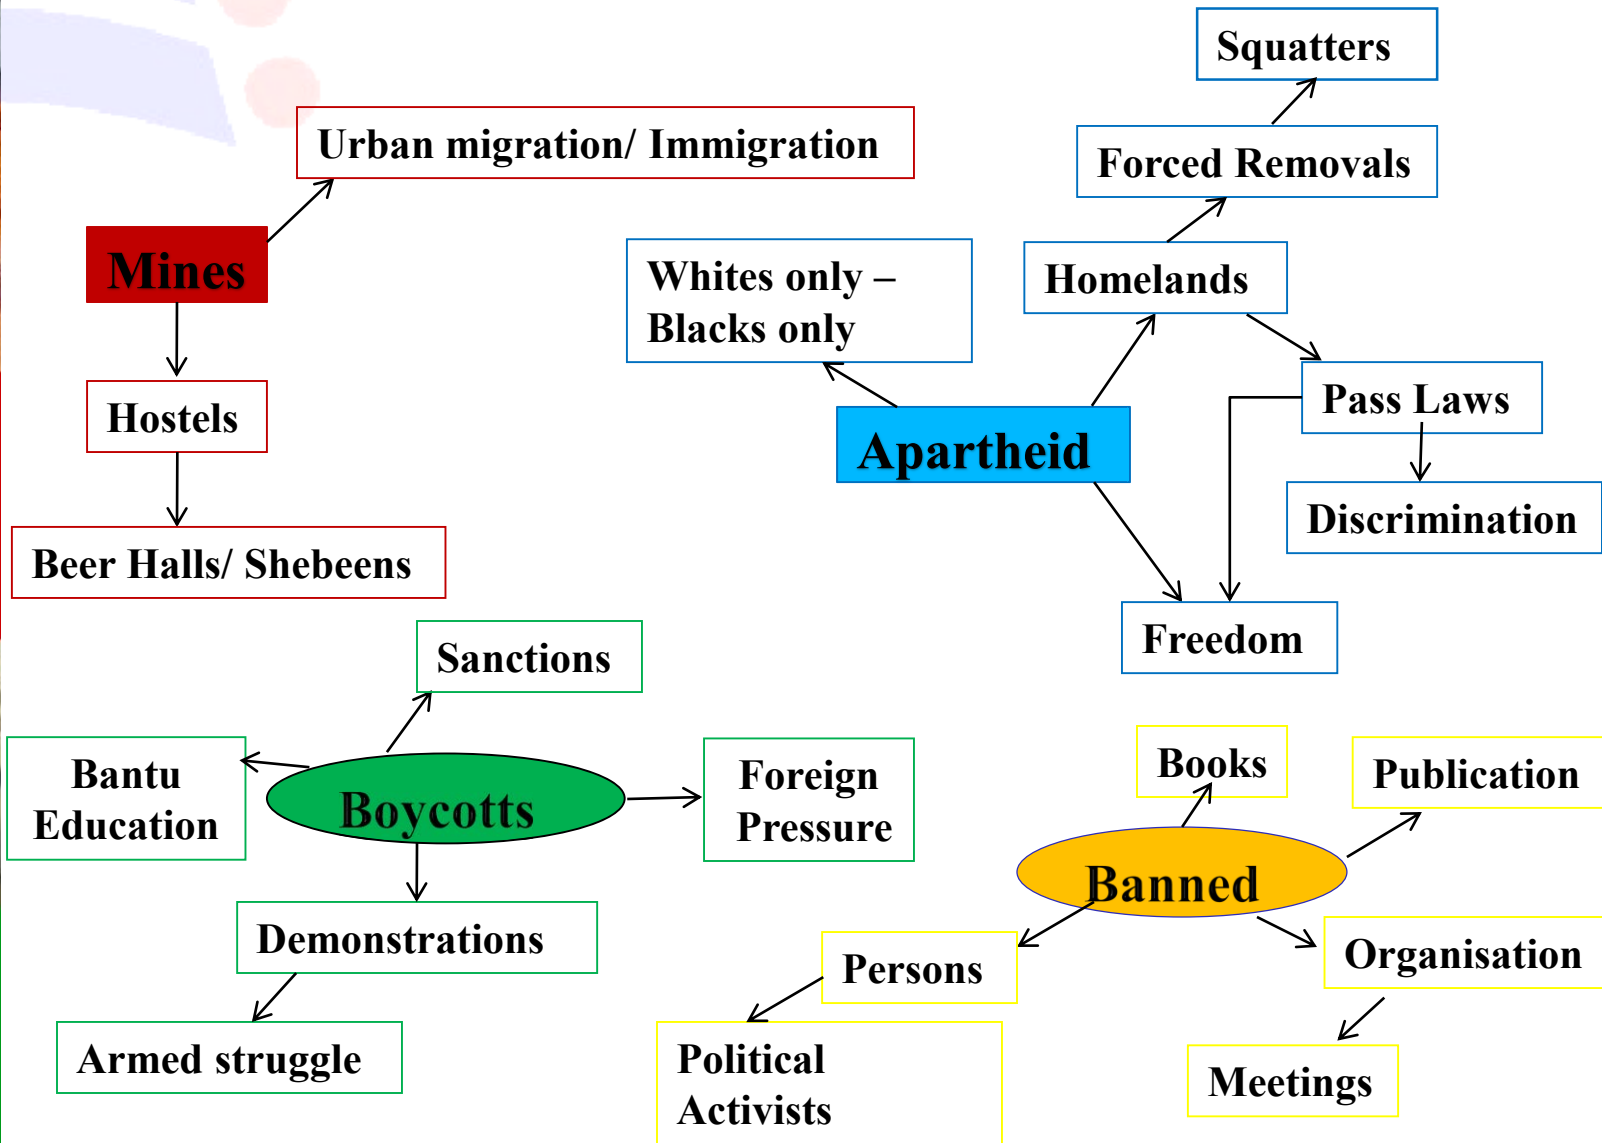 Squatters
Urban migration/ Immigration
Forced Removals
Mines
Whites only –
Blacks only
Homelands
Hostels
Pass Laws
Apartheid
Discrimination
Beer Halls/ Shebeens
Freedom
Sanctions
Bantu
Education
Boycotts
Foreign
Pressure
Books
Publication
Banned
Demonstrations
Persons
Organisation
Armed struggle
Political
Activists
Meetings